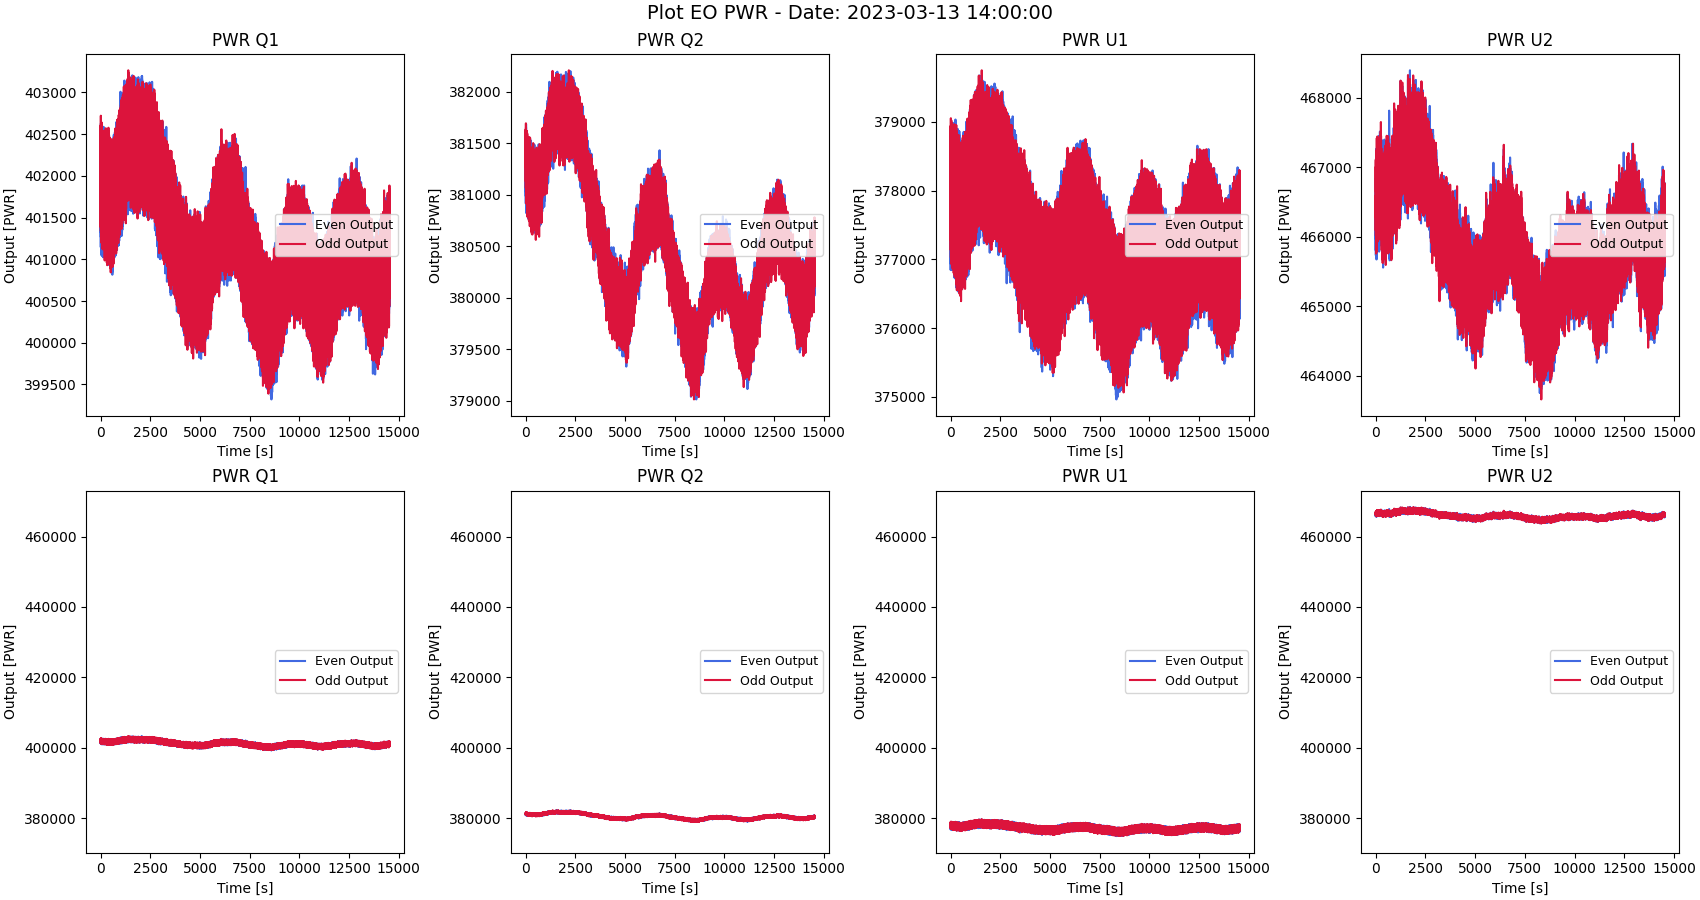 Plot EO PWR - Date: 2023-03-13 14:00:00
PWR Q1
Output [PWR]
403000
402500
402000
401500
401000
400500
400000
399500
0 2500 5000 7500 10000 12500 15000
Time [s]
Even Output
Odd Output
PWR Q2
Output [PWR]
382000
381500
381000
380500
380000
379500
379000
0 2500 5000 7500 10000 12500 15000
Time [s]
Even Output
Odd Output
PWR U1
Output [PWR]
379000
378000
377000
376000
375000
0 2500 5000 7500 10000 12500 15000
Time [s]
Even Output
Odd Output
PWR U2
Output [PWR]
468000
467000
466000
465000
464000
0 2500 5000 7500 10000 12500 15000
Time [s]
Even Output
Odd Output
PWR Q1
Output [PWR]
460000
440000
420000
400000
380000
0 2500 5000 7500 10000 12500 15000
Time [s]
Even Output
Odd Output
PWR Q2
Output [PWR]
460000
440000
420000
400000
380000
0 2500 5000 7500 10000 12500 15000
Time [s]
Even Output
Odd Output
PWR U1
Output [PWR]
460000
440000
420000
400000
380000
0 2500 5000 7500 10000 12500 15000
Time [s]
Even Output
Odd Output
PWR U2
Output [PWR]
460000
440000
420000
400000
380000
0 2500 5000 7500 10000 12500 15000
Time [s]
Even Output
Odd Output